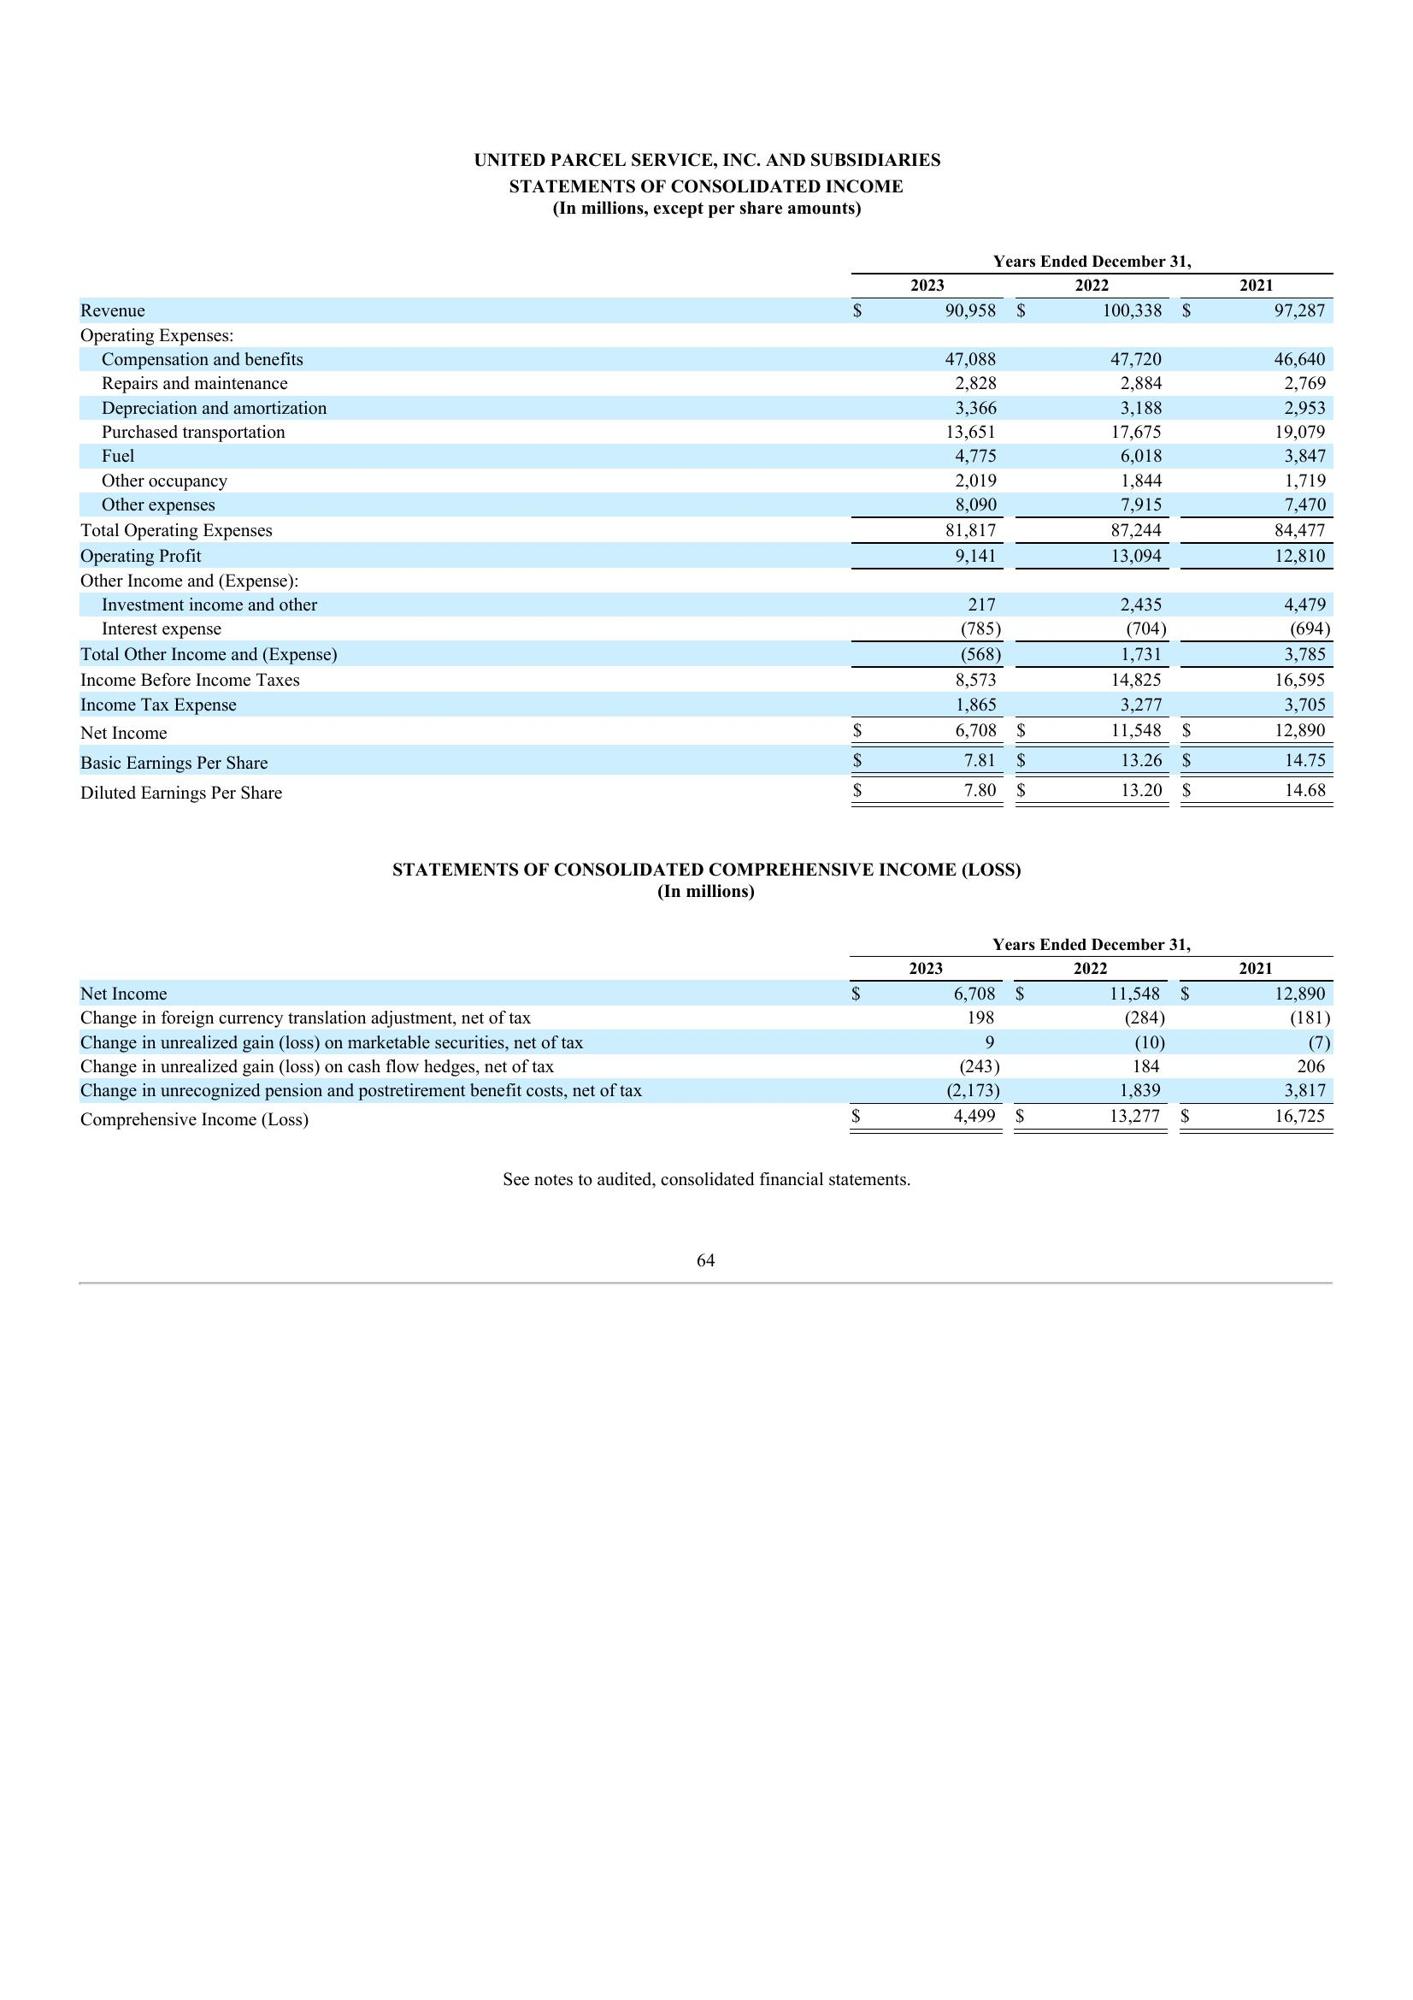 UNITED PARCEL SERVICE, INC. AND SUBSIDIARIES
STATEMENTS OF CONSOLIDATED INCOME
(In millions, except per share amounts)
Years Ended December 31,
2023 2022 2021
Revenue $ 90,958 $ 100,338 $ 97,287
Operating Expenses:
Compensation and benefits 47,088 47,720 46,640
Repairs and maintenance 2,828 2,884 2,769
Depreciation and amortization 3,366 3,188 2,953
Purchased transportation 13,651 17,675 19,079
Fuel 4,775 6,018 3,847
Other occupancy 2,019 1,844 1,719
Other expenses 8,090 7,915 7,470
Total Operating Expenses 81,817 87,244 84,477
Operating Profit 9,141 13,094 12,810
Other Income and (Expense):
Investment income and other 217 2,435 4,479
Interest expense (785) (704) (694)
Total Other Income and (Expense) (568) 1,731 3,785
Income Before Income Taxes 8,573 14,825 16,595
Income Tax Expense 1,865 3,277 3,705
Net Income $ 6,708 $ 11,548 $ 12,890
Basic Earnings Per Share $ 7.81 $ 13.26 $ 14.75
Diluted Earnings Per Share $ 7.80 $ 13.20 $ 14.68
STATEMENTS OF CONSOLIDATED COMPREHENSIVE INCOME (LOSS)
(In millions)
Years Ended December 31,
2023 2022 2021
Net Income $ 6,708 $ 11,548 $ 12,890
Change in foreign currency translation adjustment, net of tax 198 (284) (181)
Change in unrealized gain (loss) on marketable securities, net of tax 9 (10) (7)
Change in unrealized gain (loss) on cash flow hedges, net of tax (243) 184 206
Change in unrecognized pension and postretirement benefit costs, net of tax (2,173) 1,839 3,817
Comprehensive Income (Loss) $ 4,499 $ 13,277 $ 16,725
See notes to audited, consolidated financial statements.
64